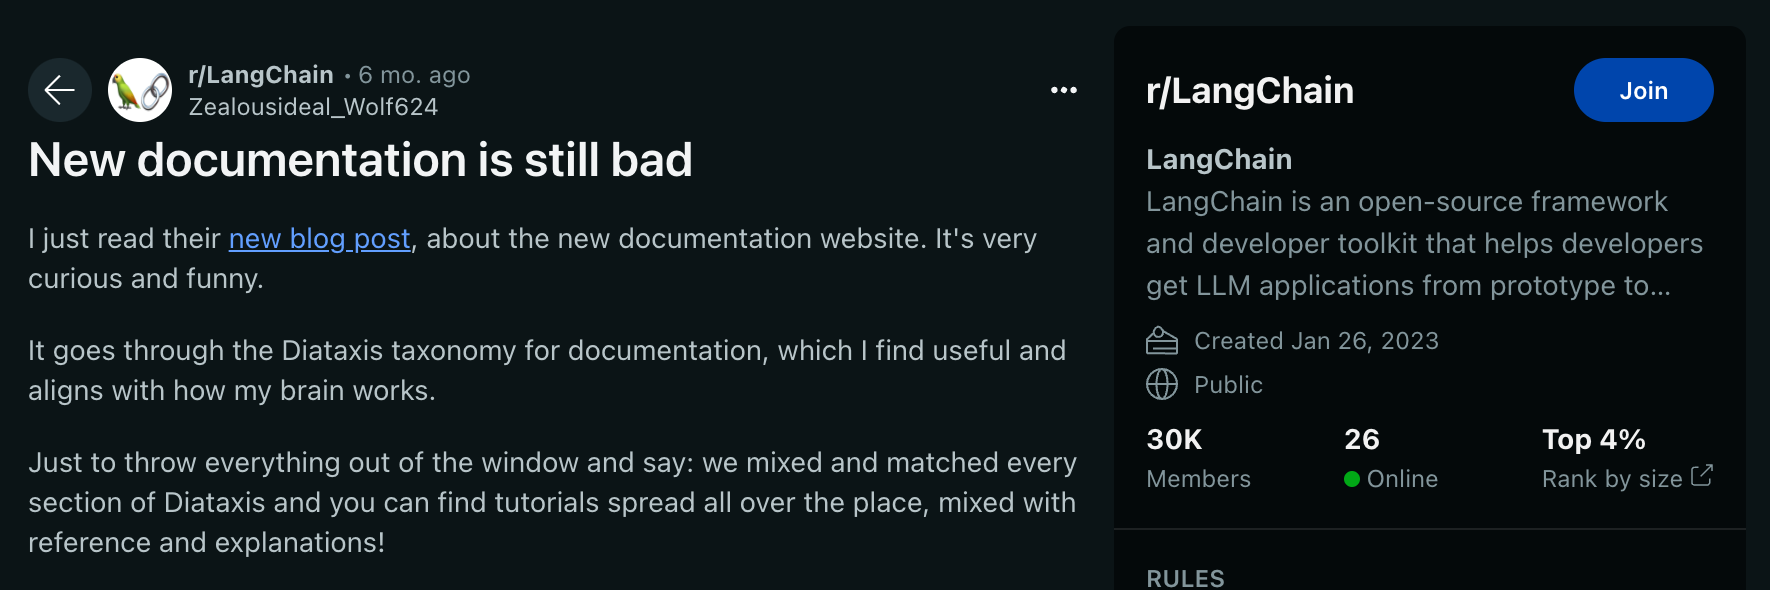 r/LangChain • 6 mo. ago
Zealousideal_Wolf624
New documentation is still bad
I just read their new blog post, about the new documentation website. It's very
curious and funny.
It goes through the Diataxis taxonomy for documentation, which I find useful and
aligns with how my brain works.
Just to throw everything out of the window and say: we mixed and matched every
section of Diataxis and you can find tutorials spread all over the place, mixed with
reference and explanations!
r/LangChain
Join
LangChain
LangChain is an open-source framework
and developer toolkit that helps developers
get LLM applications from prototype to...
Created Jan 26, 2023
Public
30K
Members
26
Online
Top 4%
Rank by size
RULES